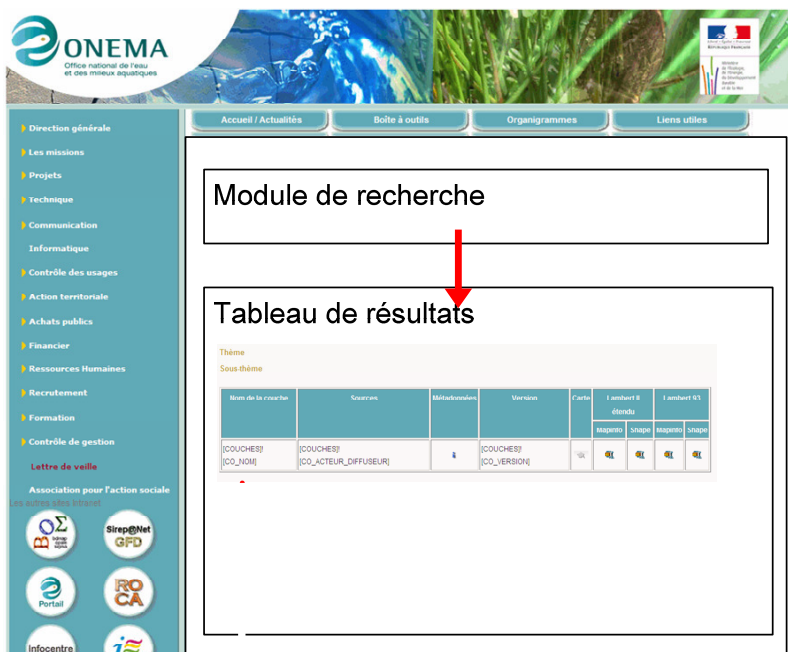 ONEMA
Office national de l'eau
et des milieux aquatiques
RÉPUBLIQUE FRANÇAISE
Accueil / Actualités
Boîte à outils
Organigrammes
Liens utiles
Direction générale
Les missions
Projets
Technique
Communication
Informatique
Contrôle des usages
Action territoriale
Achats publics
Financier
Ressources Humaines
Recrutement
Formation
Contrôle de gestion
Lettre de veille
Association pour l'action sociale
Les autres sites Intranet
Sirep@Net
GFD
Portail
ROCA
Infocentre
Module de recherche
Tableau de résultats
Thème
Sous-thème
Nom de la couche
Sources
Métadonnées
Version
Carte
Lambert II
étendu
Lambert 93
Mapinfo
Shape
Mapinfo
Shape
[COUCHES]!
[CO_NOM]
[COUCHES]!
[CO_ACTEUR_DIFFUSEUR]
[COUCHES]!
[CO_VERSION]